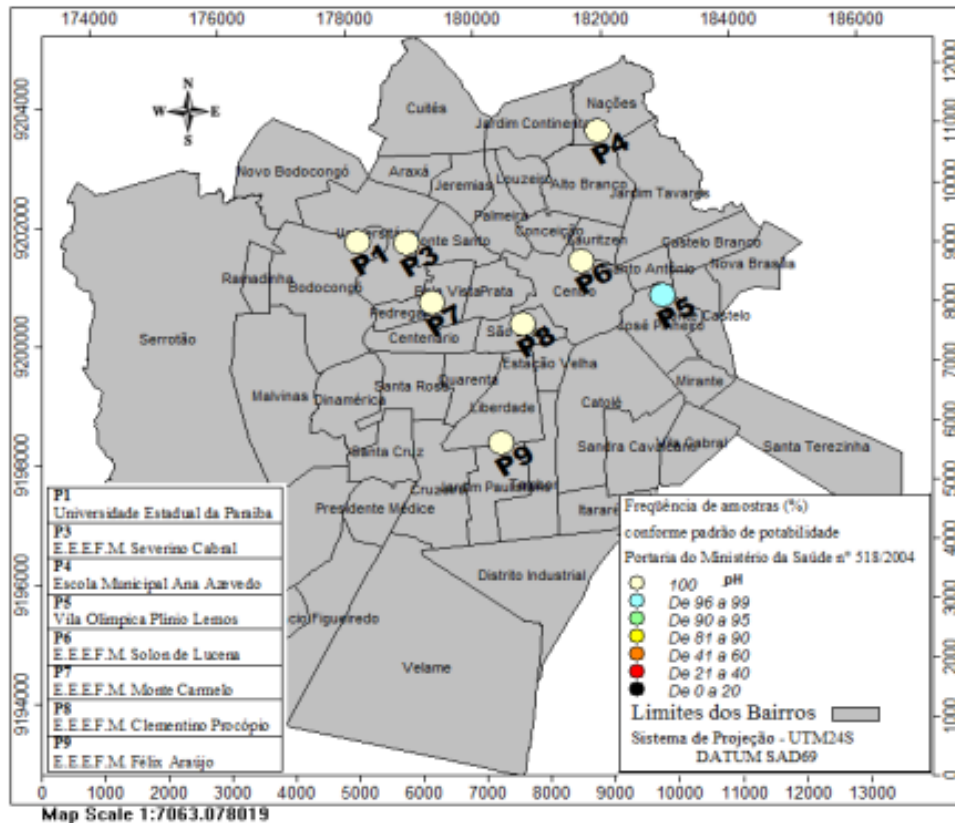 174000 176000 178000 180000 182000 184000 186000
N
W E
S
9204000
9202000
9200000
9198000
9196000
9194000
12000
11000
10000
9000
8000
7000
6000
5000
4000
3000
2000
1000
0
Cuités
Nações
Jardim Continental
P4
Novo Bodocongó
Araxá
Jeremias
Louzeiro
Alto Branco
Jardim Tavares
Palmeira
Conceição
Lauritzen
Castelo Branco
Monte Santo
P1
P3
P6
Santo Antônio
Nova Brasília
Ramadinha
Bodocongó
Bela Vista
Prata
Centro
P5
Castelo
José Pinheiro
Pedregal
P7
São
P8
Serrotão
Centenário
Estação Velha
Mirante
Malvinas
Dinamérica
Santa Rosa
Quarenta
Liberdade
Catolé
Santa Cruz
P9
Sandra Cavalcante
Vila Cabral
Santa Terezinha
Cruzeiro
Jardim Paulistano
Presidente Médice
Itararé
Distrito Industrial
Figueiredo
Velame
P1
Universidade Estadual da Paraiba
P3
E.E.E.F.M. Severino Cabral
P4
Escola Municipal Ana Azevedo
P5
Vila Olimpica Plinio Lemos
P6
E.E.E.F.M. Solon de Lucena
P7
E.E.E.F.M. Monte Carmelo
P8
E.E.E.F.M. Clementino Procópio
P9
E.E.E.F.M. Félix Araújo
Freqüência de amostras (%)
conforme padrão de potabilidade
Portaria do Ministério da Saúde nº 518/2004
pH
100
De 96 a 99
De 90 a 95
De 81 a 90
De 41 a 60
De 21 a 40
De 0 a 20
Limites dos Bairros
Sistema de Projeção - UTM24S
DATUM SAD69
0 1000 2000 3000 4000 5000 6000 7000 8000 9000 10000 11000 12000 13000
Map Scale 1:7063.078019